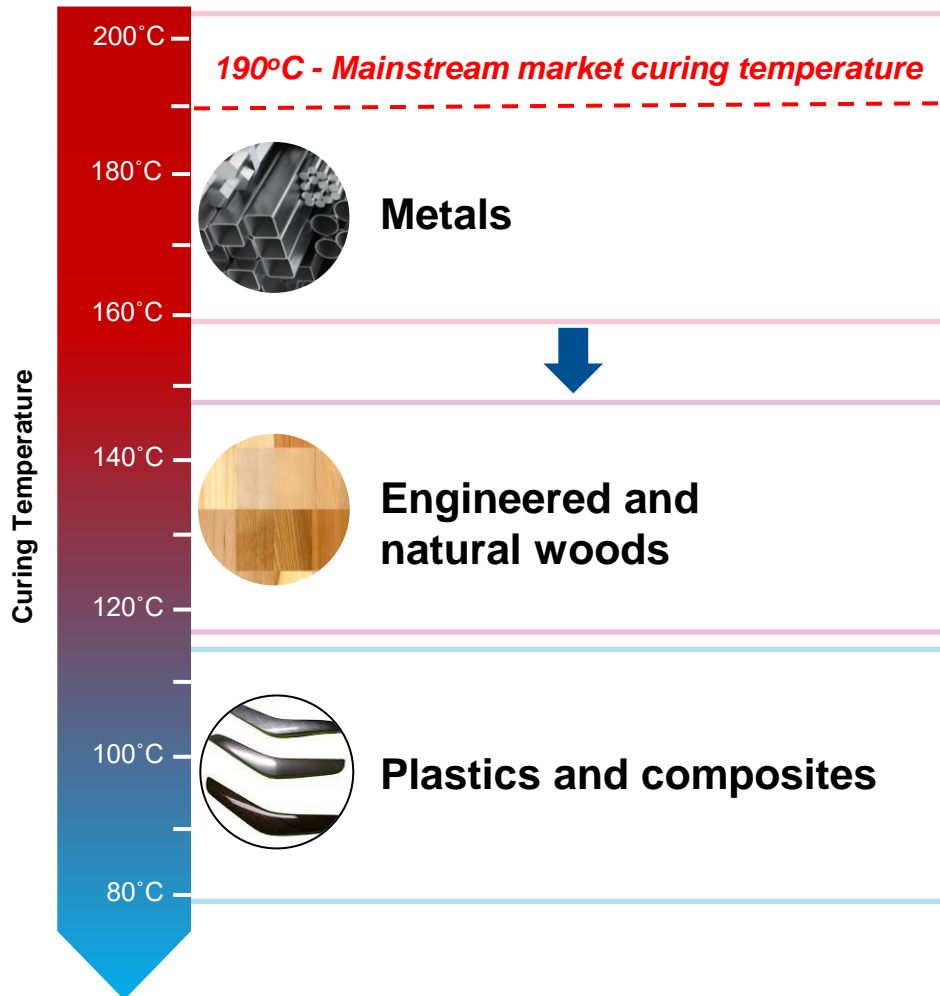 200˚C
190ºC - Mainstream market curing temperature
180˚C
Metals
160˚C
Curing Temperature
140˚C
Engineered and
natural woods
120˚C
100˚C
Plastics and composites
80˚C